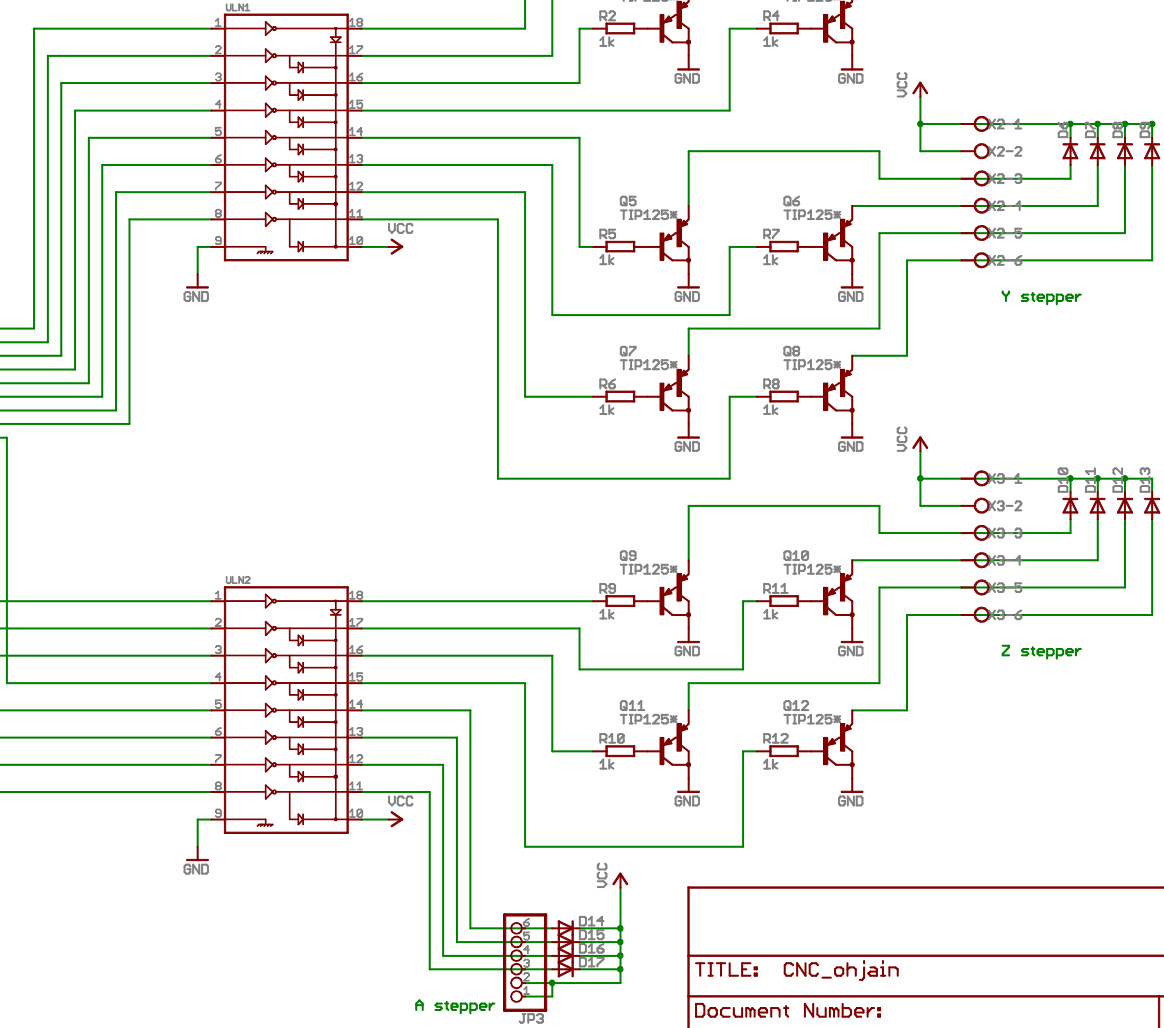 ULN1
1 18
2 17
3 16
4 15
5 14
6 13
7 12
8 11
9 10
VCC
GND
R2
1k
GND
R4
1k
GND
VCC
X2-1
X2-2
X2-3
X2-4
X2-5
X2-6
D6 D7 D8 D9
Y stepper
Q5
TIP125*
R5
1k
GND
Q6
TIP125*
R7
1k
GND
Q7
TIP125*
R6
1k
GND
Q8
TIP125*
R8
1k
GND
VCC
X3-1
X3-2
X3-3
X3-4
X3-5
X3-6
D10 D11 D12 D13
Z stepper
Q9
TIP125*
R9
1k
GND
Q10
TIP125*
R11
1k
GND
ULN2
1 18
2 17
3 16
4 15
5 14
6 13
7 12
8 11
9 10
VCC
GND
Q11
TIP125*
R10
1k
GND
Q12
TIP125*
R12
1k
GND
VCC
6 D14
5 D15
4 D16
3 D17
2
1
A stepper
JP3
TITLE: CNC_ohjain
Document Number: